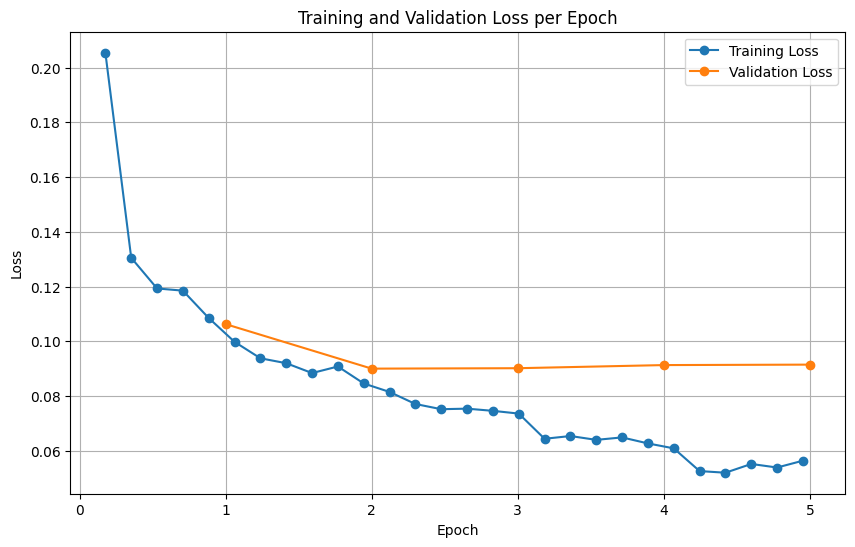 Training and Validation Loss per Epoch
Training Loss
Validation Loss
Loss
0.20
0.18
0.16
0.14
0.12
0.10
0.08
0.06
0 1 2 3 4 5
Epoch